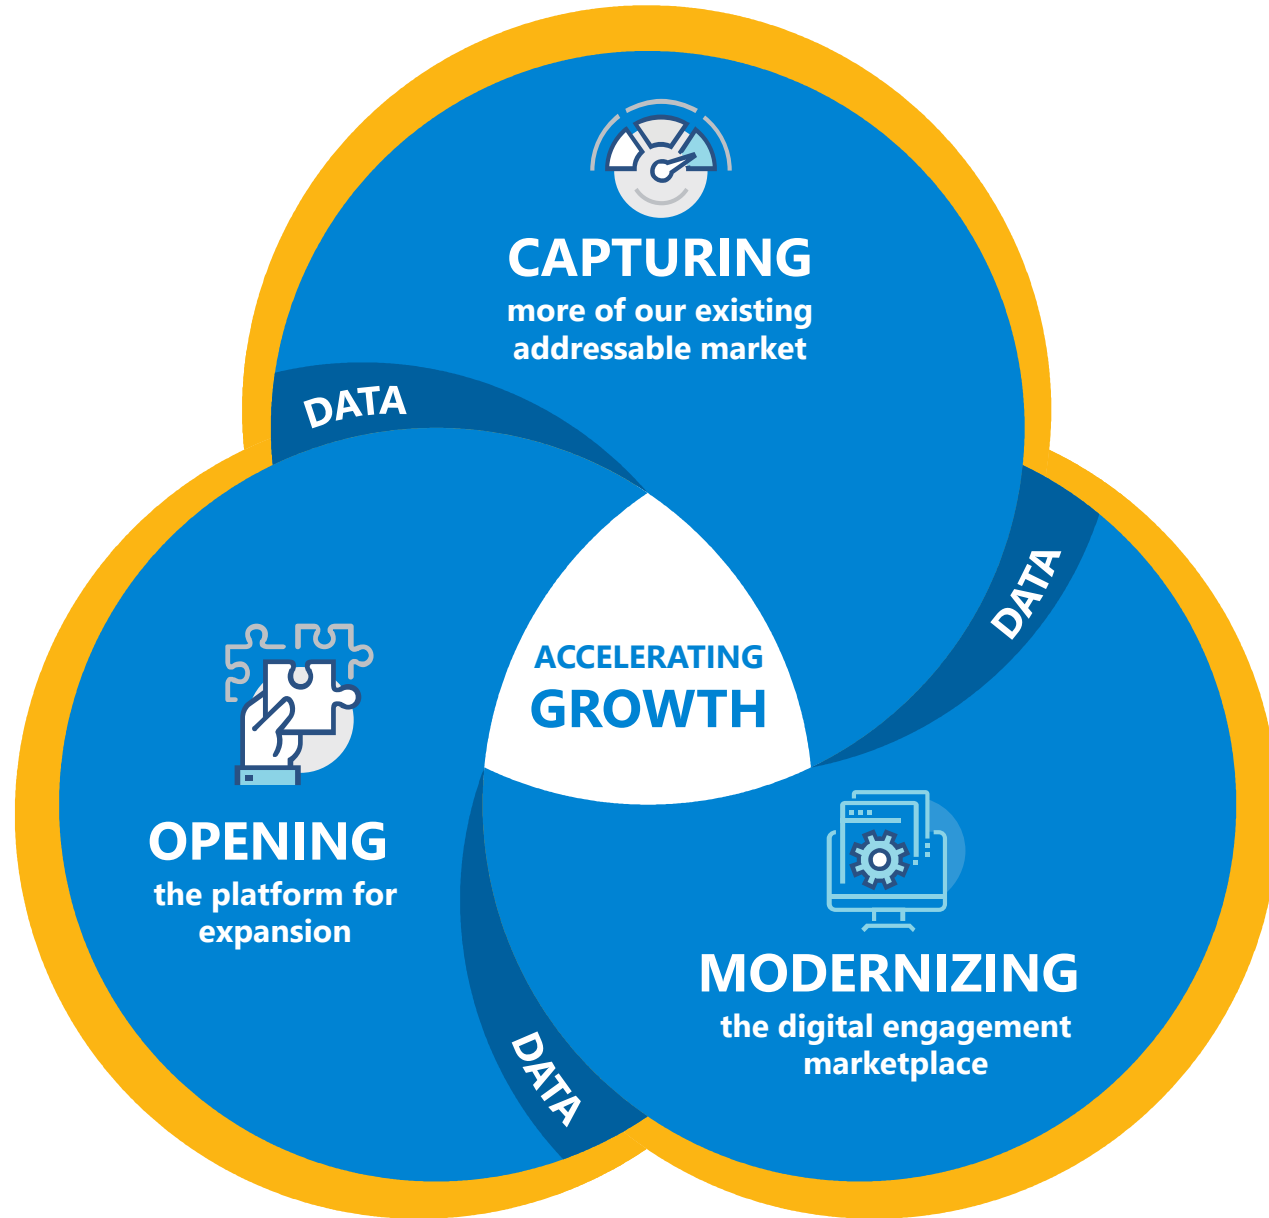 CAPTURING
more of our existing
addressable market
DATA
DATA
ACCELERATING
GROWTH
OPENING
the platform for
expansion
MODERNIZING
the digital engagement
marketplace
DATA